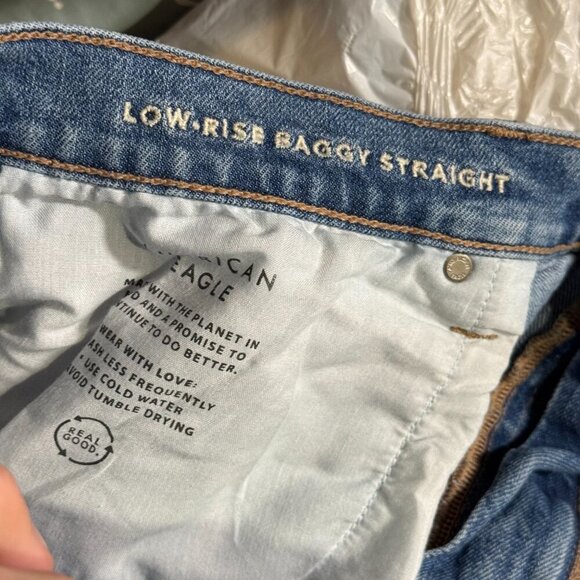 LOW•RISE BAGGY STRAIGHT
EAGLE
WITH THE PLANET IN
AND A PROMISE TO
TO DO BETTER.
WEAR WITH LOVE:
LESS FREQUENTLY
• USE COLD WATER
AVOID TUMBLE DRYING
REAL
GOOD.